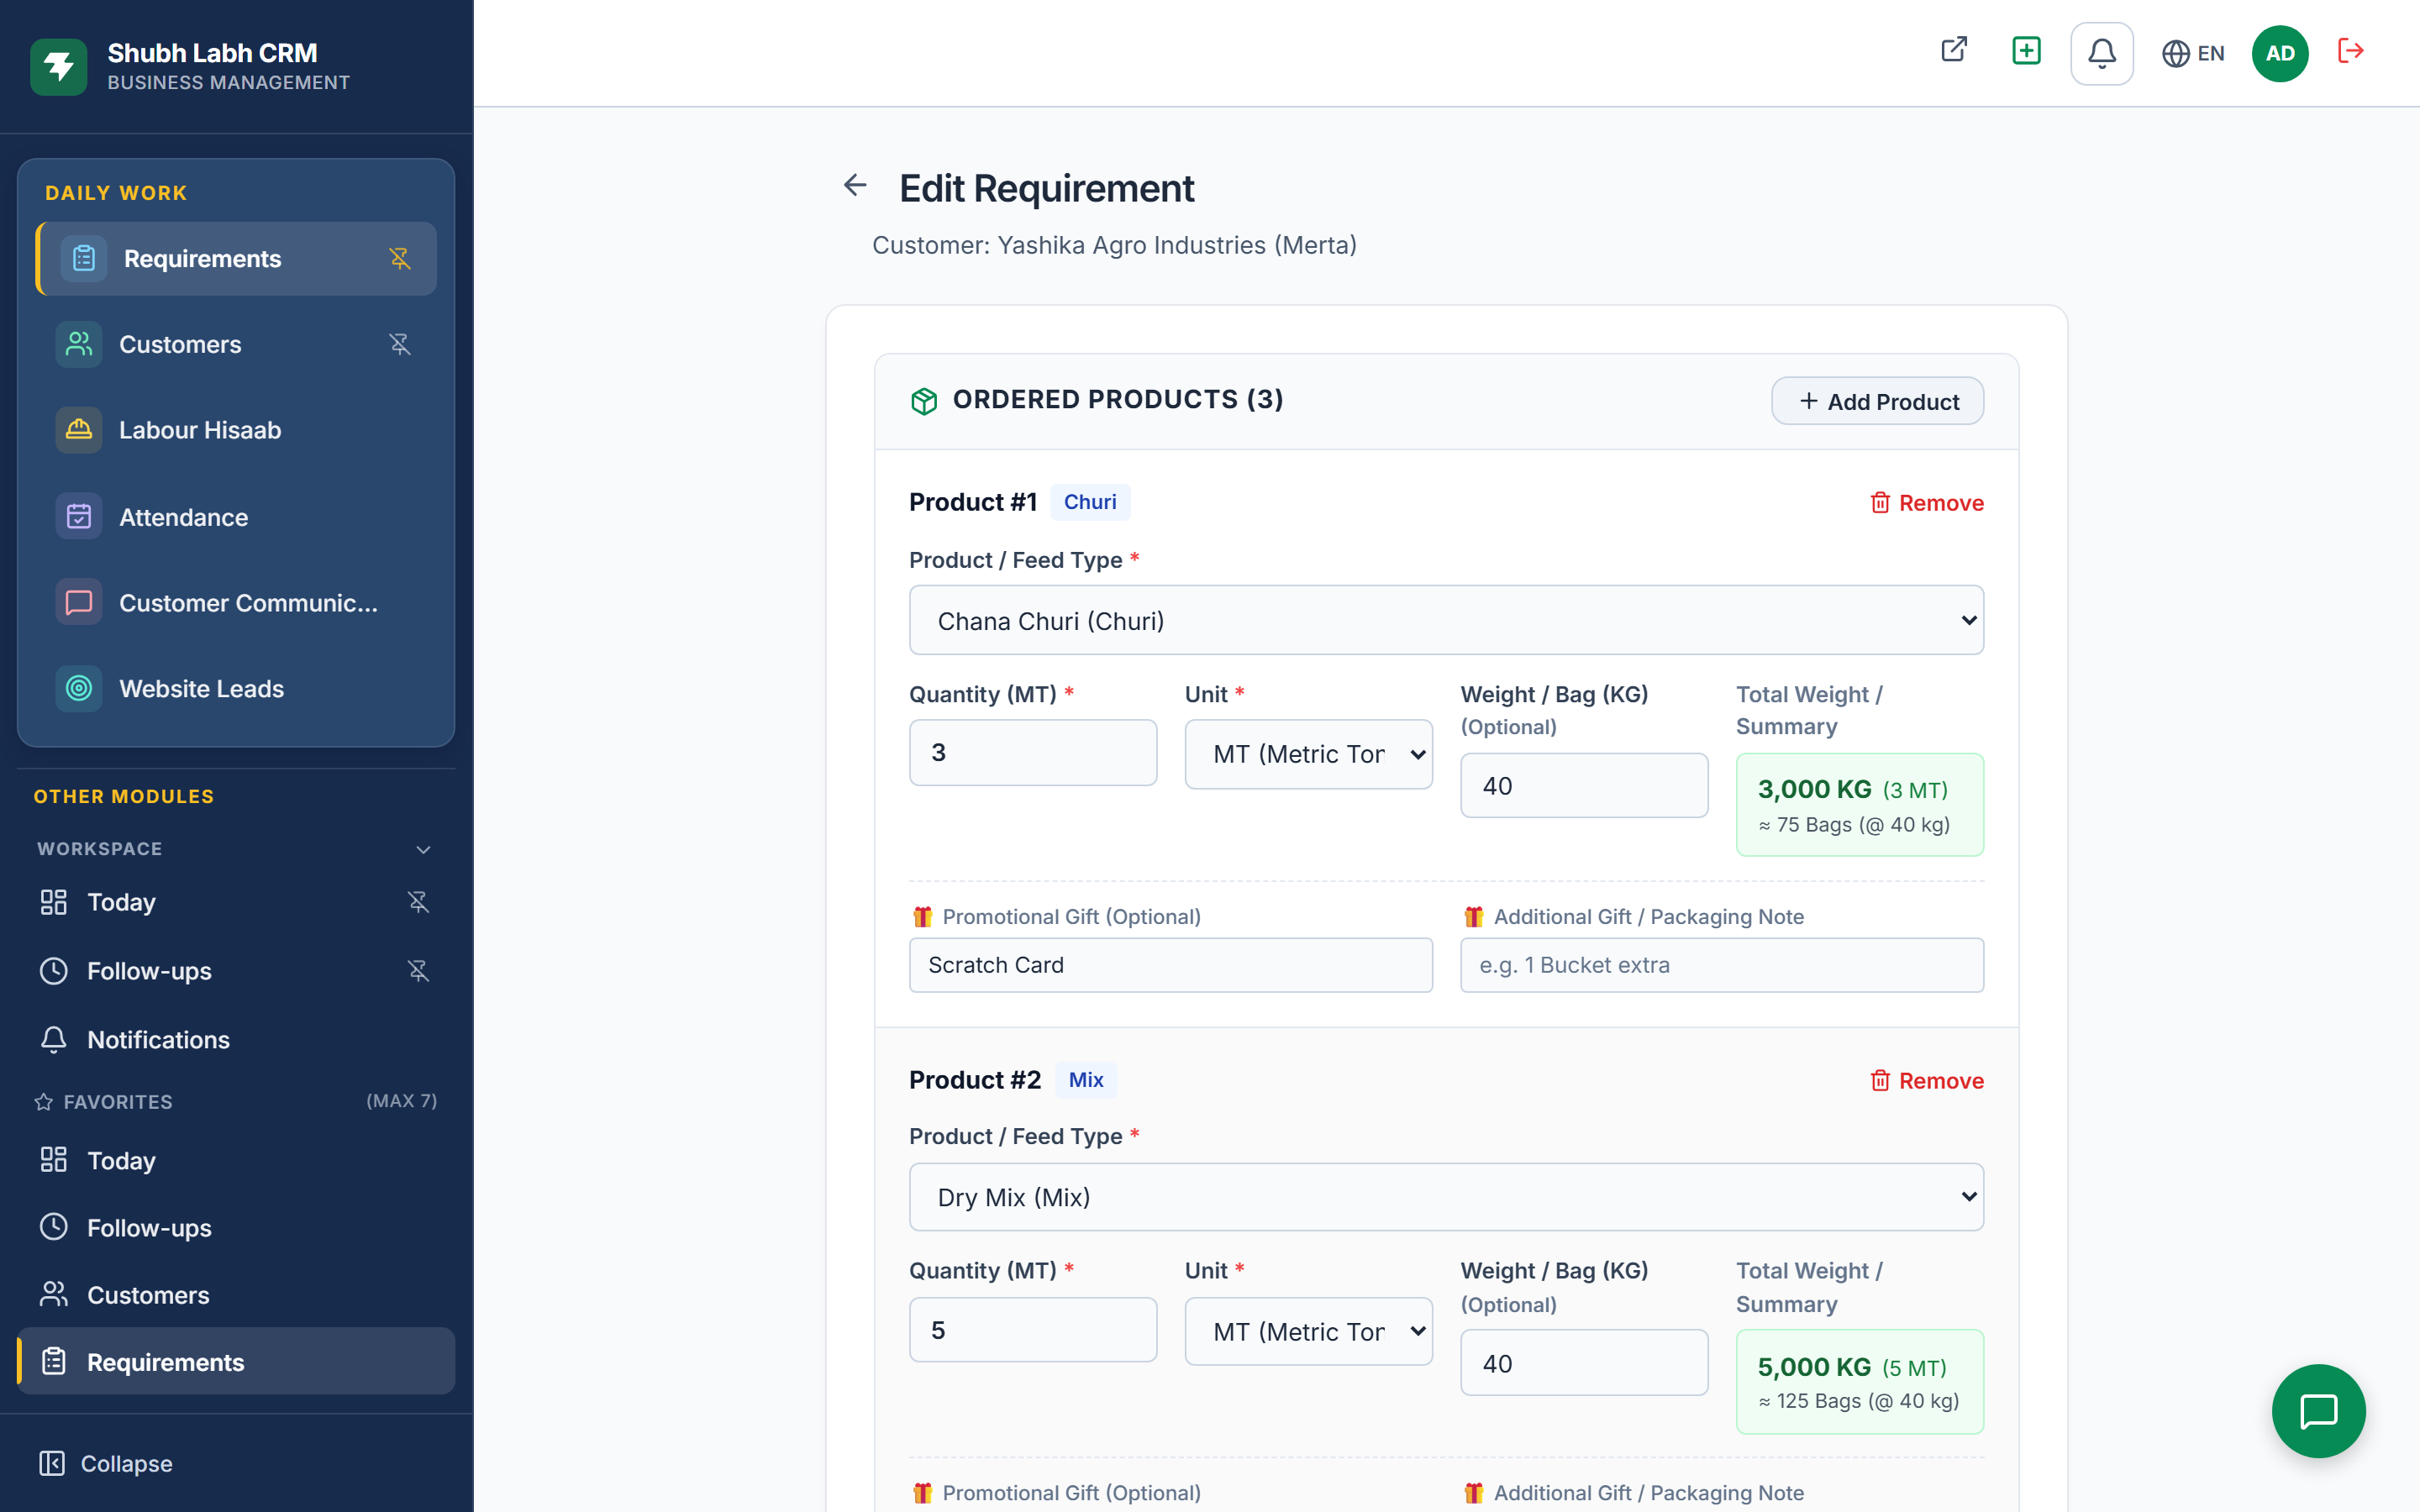 Shubh Labh CRM
BUSINESS MANAGEMENT
DAILY WORK
Requirements
Customers
Labour Hisaab
Attendance
Customer Communic...
Website Leads
OTHER MODULES
WORKSPACE
Today
Follow-ups
Notifications
FAVORITES (MAX 7)
Today
Follow-ups
Customers
Requirements
Collapse
EN
AD
Edit Requirement
Customer: Yashika Agro Industries (Merta)
ORDERED PRODUCTS (3)
+ Add Product
Product #1 Churi
Remove
Product / Feed Type *
Chana Churi (Churi)
Quantity (MT) *
3
Unit *
MT (Metric Ton
Weight / Bag (KG)
(Optional)
40
Total Weight /
Summary
3,000 KG (3 MT)
≈ 75 Bags (@ 40 kg)
Promotional Gift (Optional)
Scratch Card
Additional Gift / Packaging Note
e.g. 1 Bucket extra
Product #2 Mix
Remove
Product / Feed Type *
Dry Mix (Mix)
Quantity (MT) *
5
Unit *
MT (Metric Ton
Weight / Bag (KG)
(Optional)
40
Total Weight /
Summary
5,000 KG (5 MT)
≈ 125 Bags (@ 40 kg)
Promotional Gift (Optional)
Additional Gift / Packaging Note